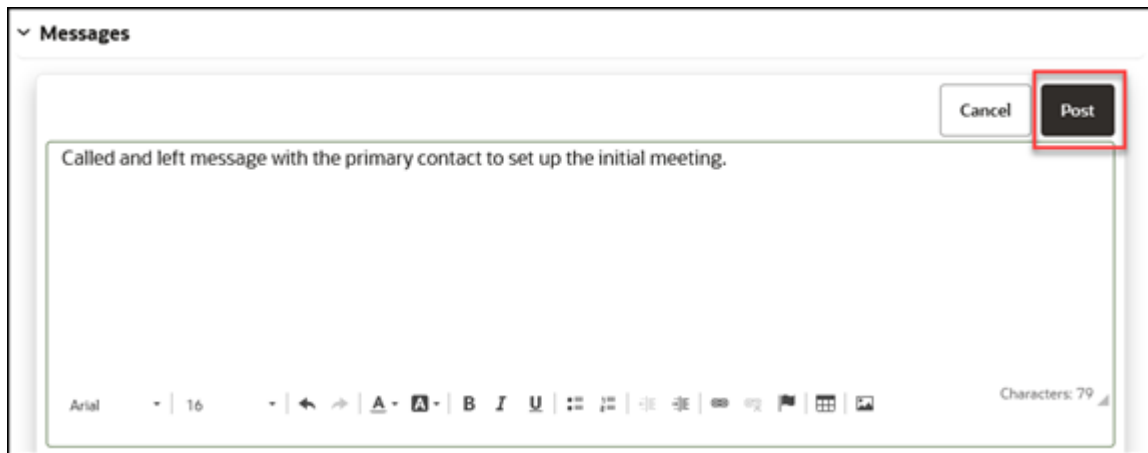 Messages
Cancel Post
Called and left message with the primary contact to set up the initial meeting.
Arial 16 A A B I U Characters: 79